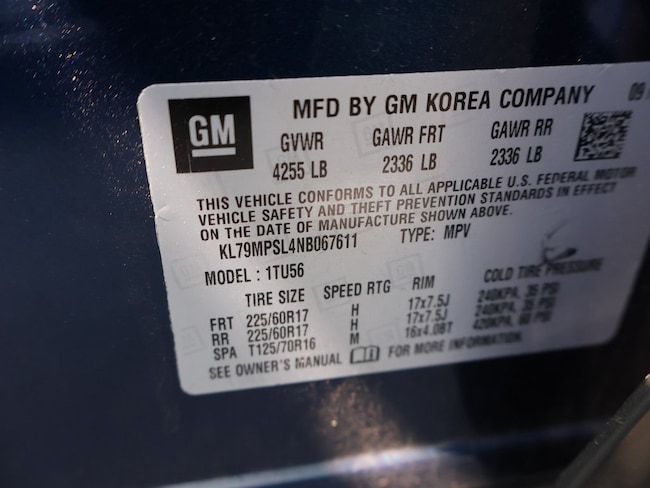 MFD BY GM KOREA COMPANY 09
GM GVWR GAWR FRT GAWR RR
4255 LB 2336 LB 2336 LB
THIS VEHICLE CONFORMS TO ALL APPLICABLE U.S. FEDERAL MOTOR
VEHICLE SAFETY AND THEFT PREVENTION STANDARDS IN EFFECT
ON THE DATE OF MANUFACTURE SHOWN ABOVE.
KL79MPSL4NB067611 TYPE: MPV
MODEL : 1TU56
TIRE SIZE SPEED RTG RIM COLD TIRE PRESSURE
FRT 225/60R17 H 17x7.5J 240KPA, 35 PSI
RR 225/60R17 H 17x7.5J 240KPA, 35 PSI
SPA T125/70R16 M 16x4.0BT 420KPA, 60 PSI
SEE OWNER'S MANUAL FOR MORE INFORMATION